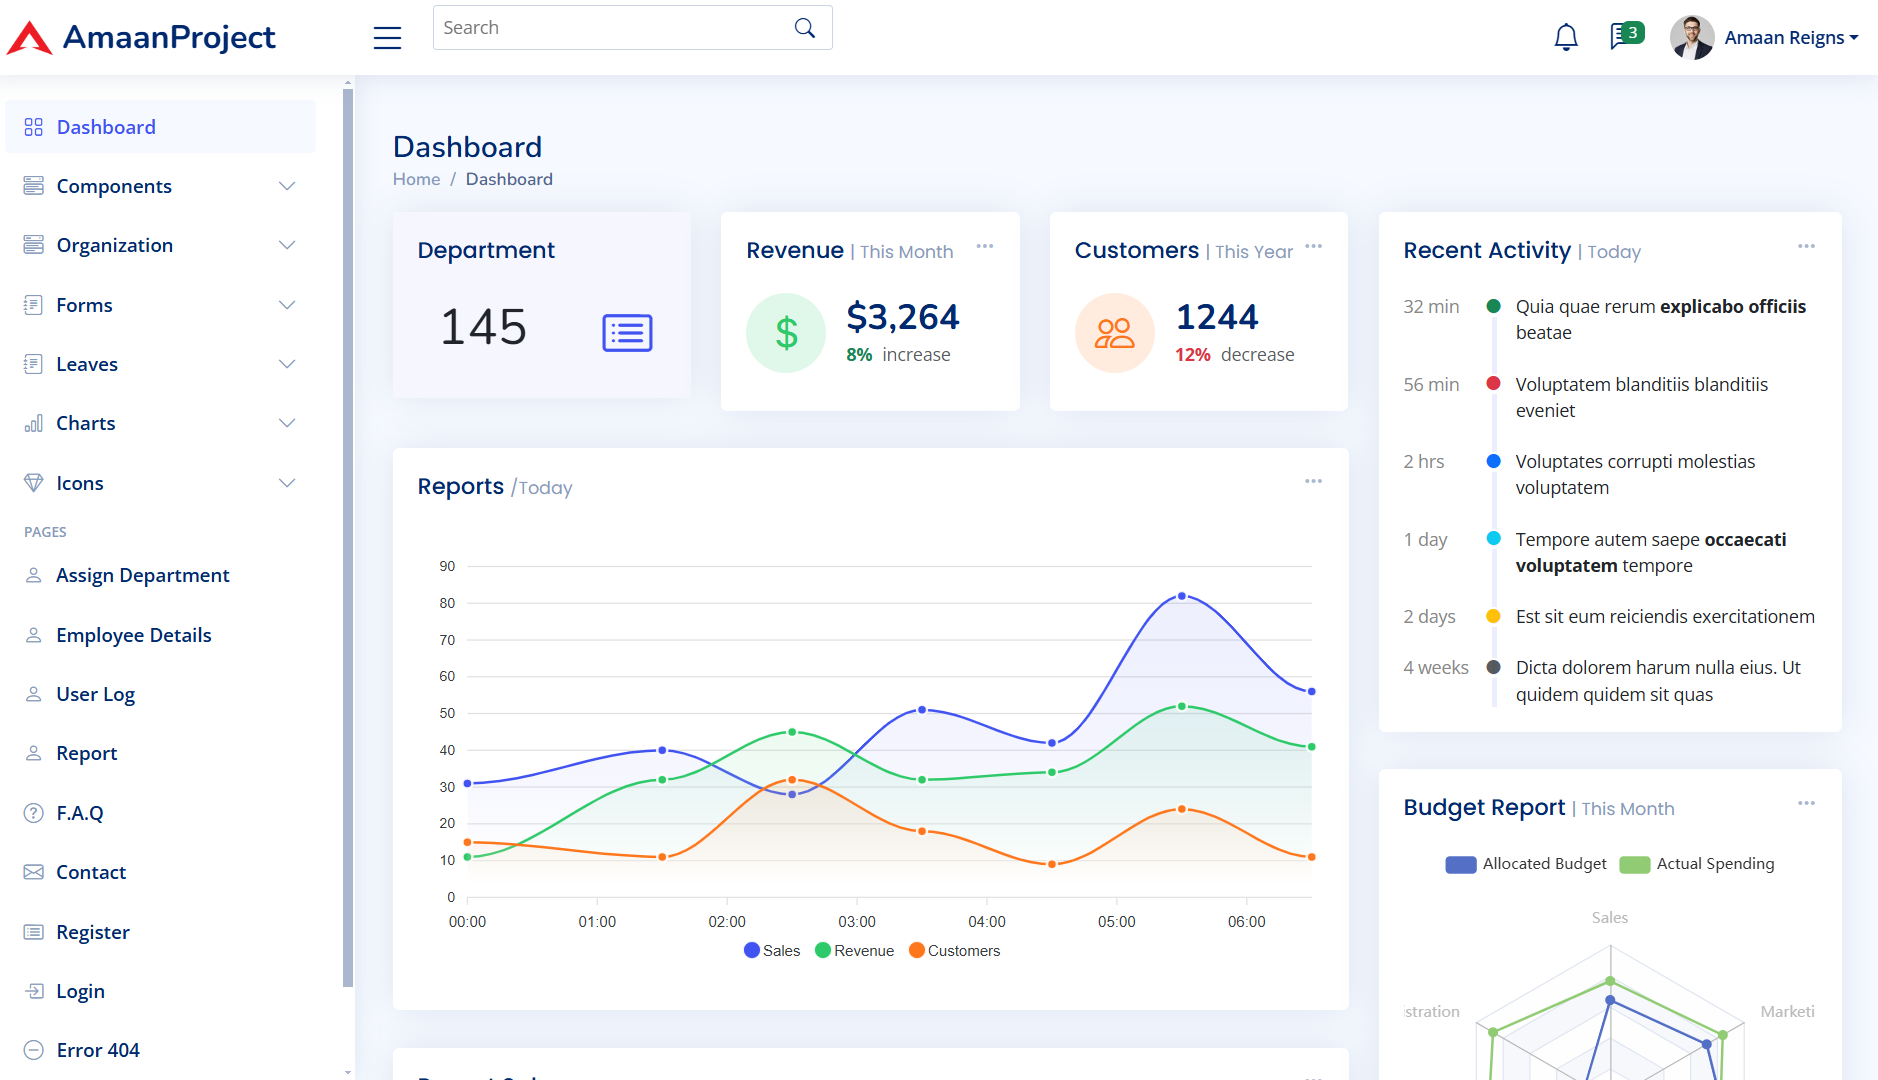 AmaanProject
Search
3
Amaan Reigns
Dashboard
Components
Organization
Forms
Leaves
Charts
Icons
PAGES
Assign Department
Employee Details
User Log
Report
F.A.Q
Contact
Register
Login
Error 404
Dashboard
Home / Dashboard
Department
145
Revenue | This Month
$3,264
8% increase
Customers | This Year
1244
12% decrease
Reports /Today
90
80
70
60
50
40
30
20
10
0
00:00 01:00 02:00 03:00 04:00 05:00 06:00
Sales Revenue Customers
Recent Activity | Today
32 min Quia quae rerum explicabo officiis
beatae
56 min Voluptatem blanditiis blanditiis
eveniet
2 hrs Voluptates corrupti molestias
voluptatem
1 day Tempore autem saepe occaecati
voluptatem tempore
2 days Est sit eum reiciendis exercitationem
4 weeks Dicta dolorem harum nulla eius. Ut
quidem quidem sit quas
Budget Report | This Month
Allocated Budget Actual Spending
Sales
istration Marketi